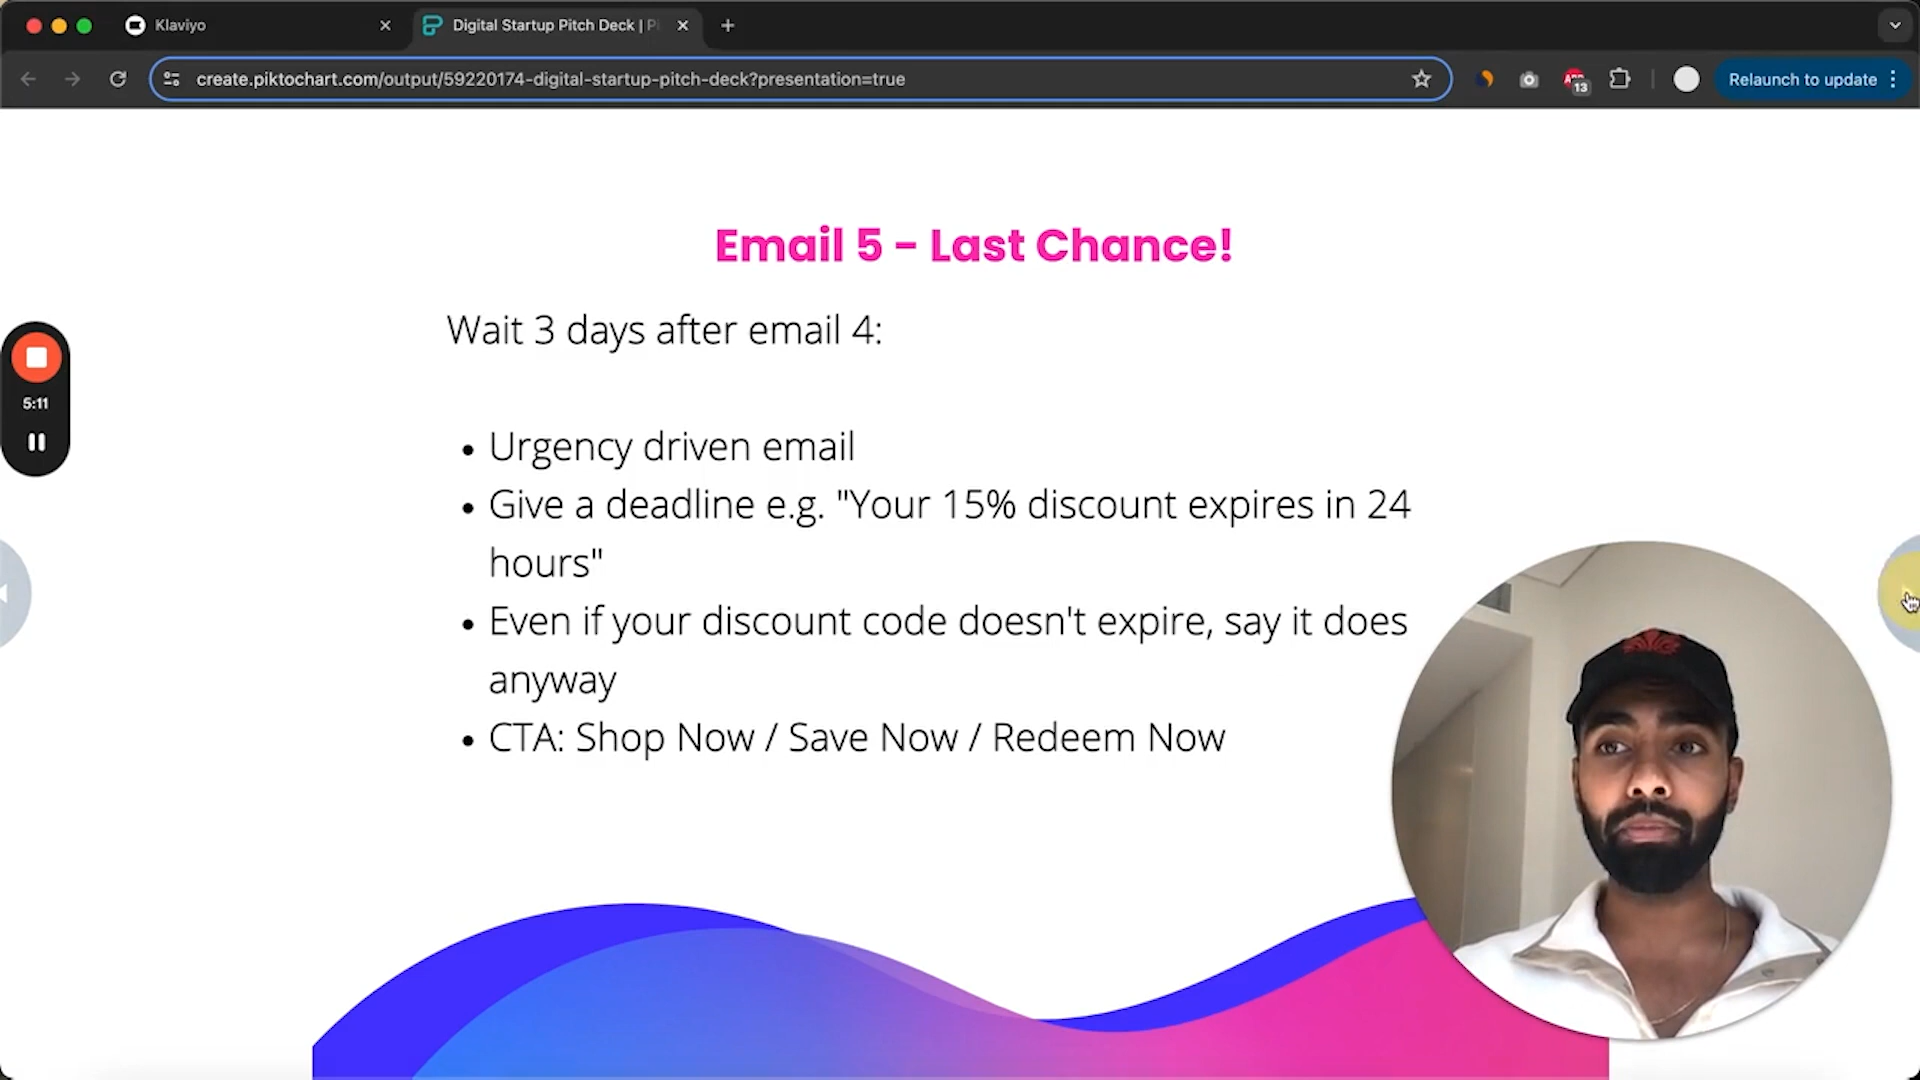 Klaviyo
Digital Startup Pitch Deck | Pi
create.piktochart.com/output/59220174-digital-startup-pitch-deck?presentation=true
13
Relaunch to update
Email 5 - Last Chance!
Wait 3 days after email 4:
5:11
• Urgency driven email
• Give a deadline e.g. "Your 15% discount expires in 24
hours"
• Even if your discount code doesn't expire, say it does
anyway
• CTA: Shop Now / Save Now / Redeem Now